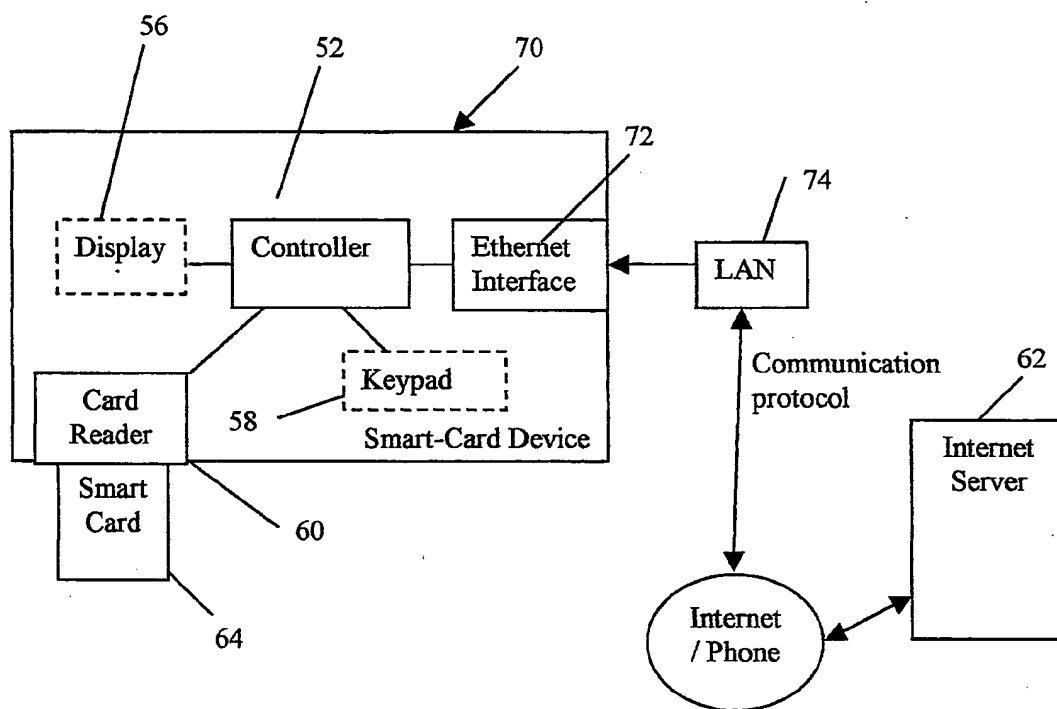 56
52
70
72
74
Display
Controller
Ethernet
Interface
LAN
Communication
protocol
62
Keypad
58
Card
Reader
Smart-Card Device
Internet
Server
Smart
Card
60
64
Internet
/ Phone